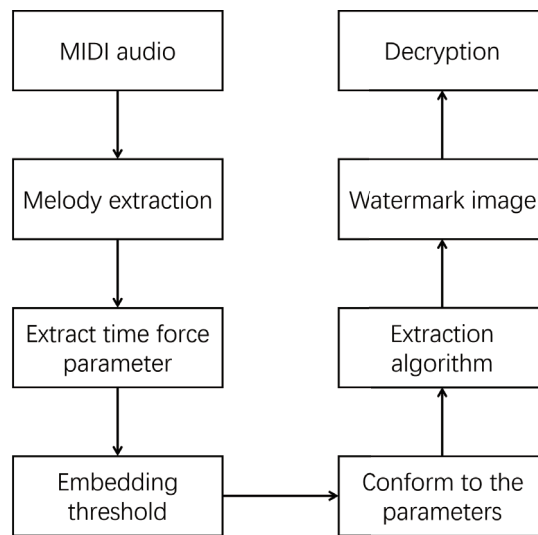 MIDI audio
Melody extraction
Extract time force
parameter
Embedding
threshold
Conform to the
parameters
Extraction
algorithm
Watermark image
Decryption